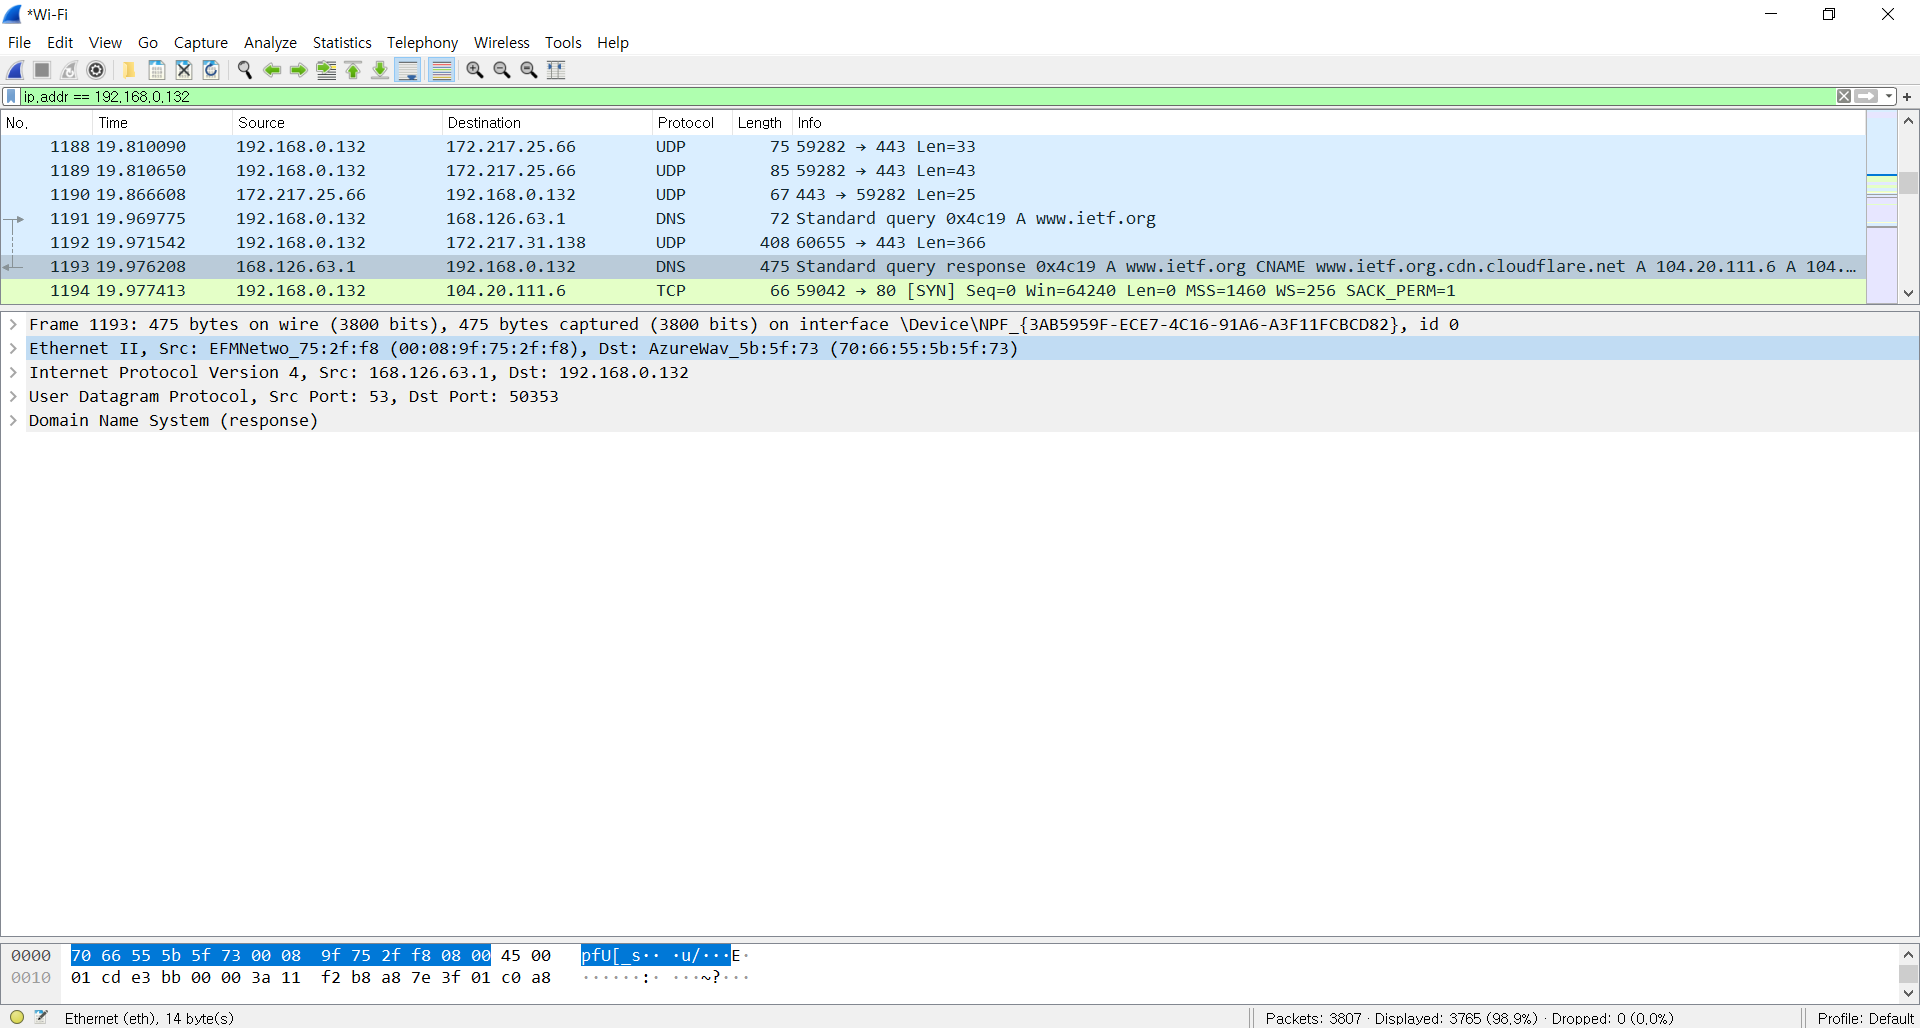 *Wi-Fi
File Edit View Go Capture Analyze Statistics Telephony Wireless Tools Help
ip.addr == 192.168.0.132
No. Time Source Destination Protocol Length Info
1188 19.810090 192.168.0.132 172.217.25.66 UDP 75 59282 → 443 Len=33
1189 19.810650 192.168.0.132 172.217.25.66 UDP 85 59282 → 443 Len=43
1190 19.866608 172.217.25.66 192.168.0.132 UDP 67 443 → 59282 Len=25
1191 19.969775 192.168.0.132 168.126.63.1 DNS 72 Standard query 0x4c19 A www.ietf.org
1192 19.971542 192.168.0.132 172.217.31.138 UDP 408 60655 → 443 Len=366
1193 19.976208 168.126.63.1 192.168.0.132 DNS 475 Standard query response 0x4c19 A www.ietf.org CNAME www.ietf.org.cdn.cloudflare.net A 104.20.111.6 A 104.…
1194 19.977413 192.168.0.132 104.20.111.6 TCP 66 59042 → 80 [SYN] Seq=0 Win=64240 Len=0 MSS=1460 WS=256 SACK_PERM=1
Frame 1193: 475 bytes on wire (3800 bits), 475 bytes captured (3800 bits) on interface \Device\NPF_{3AB5959F-ECE7-4C16-91A6-A3F11FCBCD82}, id 0
Ethernet II, Src: EFMNetwo_75:2f:f8 (00:08:9f:75:2f:f8), Dst: AzureWav_5b:5f:73 (70:66:55:5b:5f:73)
Internet Protocol Version 4, Src: 168.126.63.1, Dst: 192.168.0.132
User Datagram Protocol, Src Port: 53, Dst Port: 50353
Domain Name System (response)
0000 70 66 55 5b 5f 73 00 08 9f 75 2f f8 08 00 45 00 pfU[_s·· ·u/···E·
0010 01 cd e3 bb 00 00 3a 11 f2 b8 a8 7e 3f 01 c0 a8 ······:· ···~?···
Ethernet (eth), 14 byte(s) Packets: 3807 · Displayed: 3765 (98.9%) · Dropped: 0 (0.0%) Profile: Default